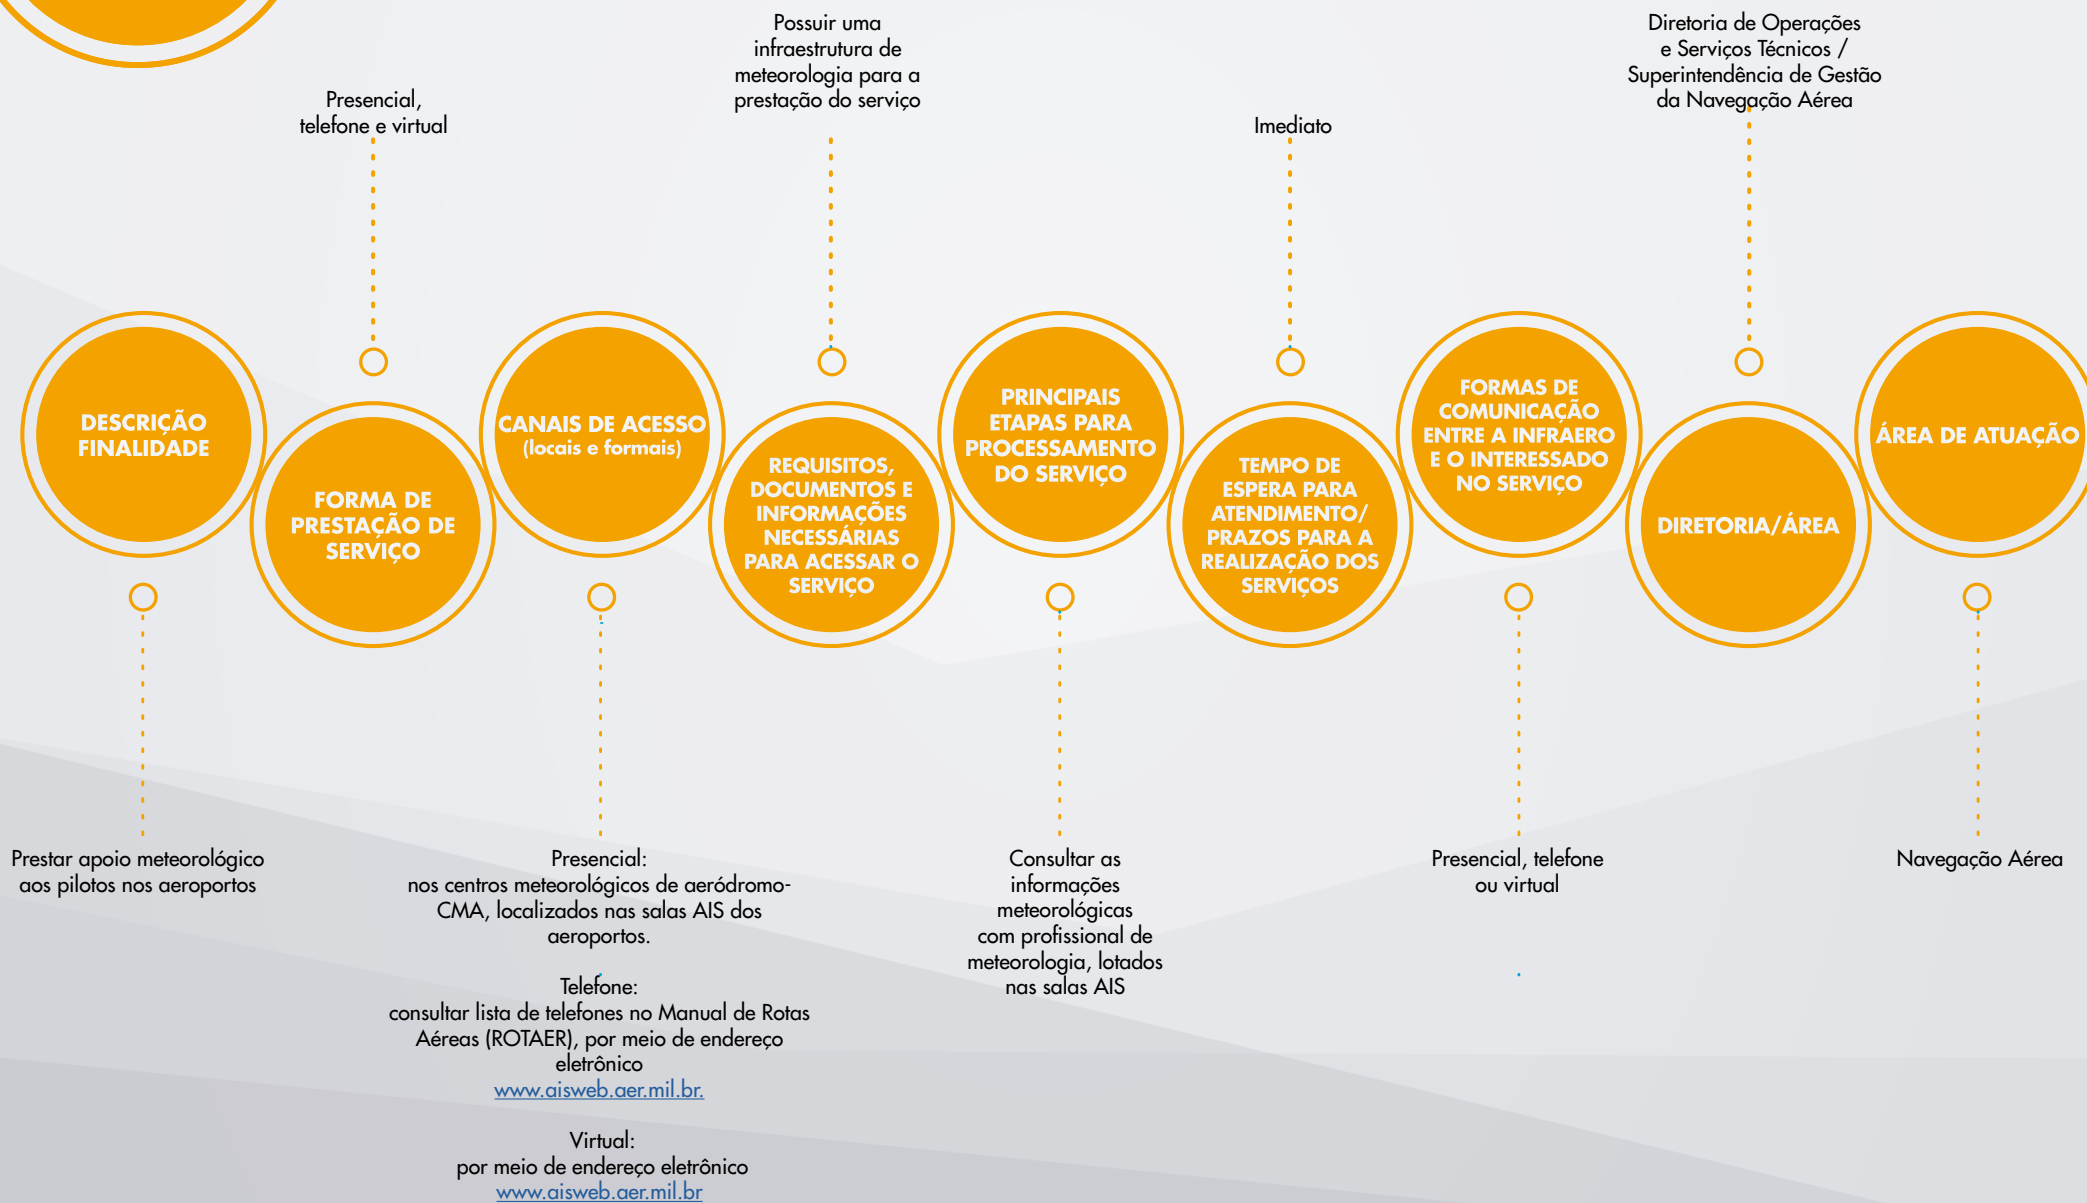 DESCRIÇÃO
FINALIDADE
Prestar apoio meteorológico
aos pilotos nos aeroportos
Presencial,
telefone e virtual
FORMA DE
PRESTAÇÃO DE
SERVIÇO
CANAIS DE ACESSO
(locais e formais)
Presencial:
nos centros meteorológicos de aeródromo-
CMA, localizados nas salas AIS dos
aeroportos.
Telefone:
consultar lista de telefones no Manual de Rotas
Aéreas (ROTAER), por meio de endereço
eletrônico
www.aisweb.aer.mil.br.
Virtual:
por meio de endereço eletrônico
www.aisweb.aer.mil.br
Possuir uma
infraestrutura de
meteorologia para a
prestação do serviço
REQUISITOS,
DOCUMENTOS E
INFORMAÇÕES
NECESSÁRIAS
PARA ACESSAR O
SERVIÇO
PRINCIPAIS
ETAPAS PARA
PROCESSAMENTO
DO SERVIÇO
Consultar as
informações
meteorológicas
com profissional de
meteorologia, lotados
nas salas AIS
Imediato
TEMPO DE
ESPERA PARA
ATENDIMENTO/
PRAZOS PARA A
REALIZAÇÃO DOS
SERVIÇOS
FORMAS DE
COMUNICAÇÃO
ENTRE A INFRAERO
E O INTERESSADO
NO SERVIÇO
Presencial, telefone
ou virtual
Diretoria de Operações
e Serviços Técnicos /
Superintendência de Gestão
da Navegação Aérea
DIRETORIA/ÁREA
ÁREA DE ATUAÇÃO
Navegação Aérea